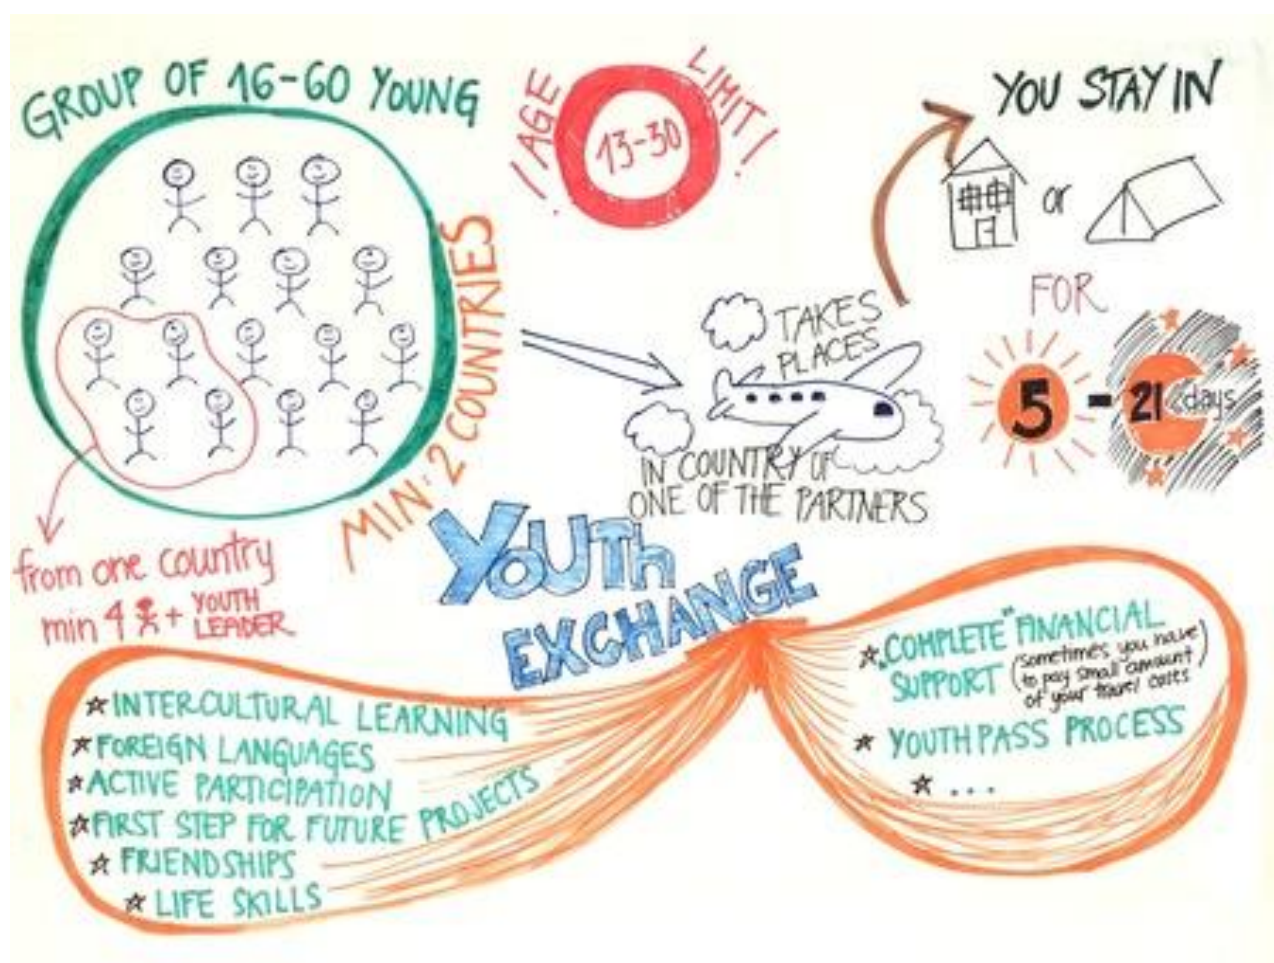 GROUP OF 16-60 YOUNG
! AGE LIMIT !
13-30
YOU STAY IN
or
FOR
5 - 21 days
MIN: 2 COUNTRIES
TAKES
PLACES
IN COUNTRY OF
ONE OF THE PARTNERS
from one country
min 4 + YOUTH
LEADER
YOUTH
EXCHANGE
INTERCULTURAL LEARNING
FOREIGN LANGUAGES
ACTIVE PARTICIPATION
FIRST STEP FOR FUTURE PROJECTS
FRIENDSHIPS
LIFE SKILLS
„COMPLETE" FINANCIAL
SUPPORT (sometimes you have
to pay small amount
of your travel costs)
YOUTHPASS PROCESS
...